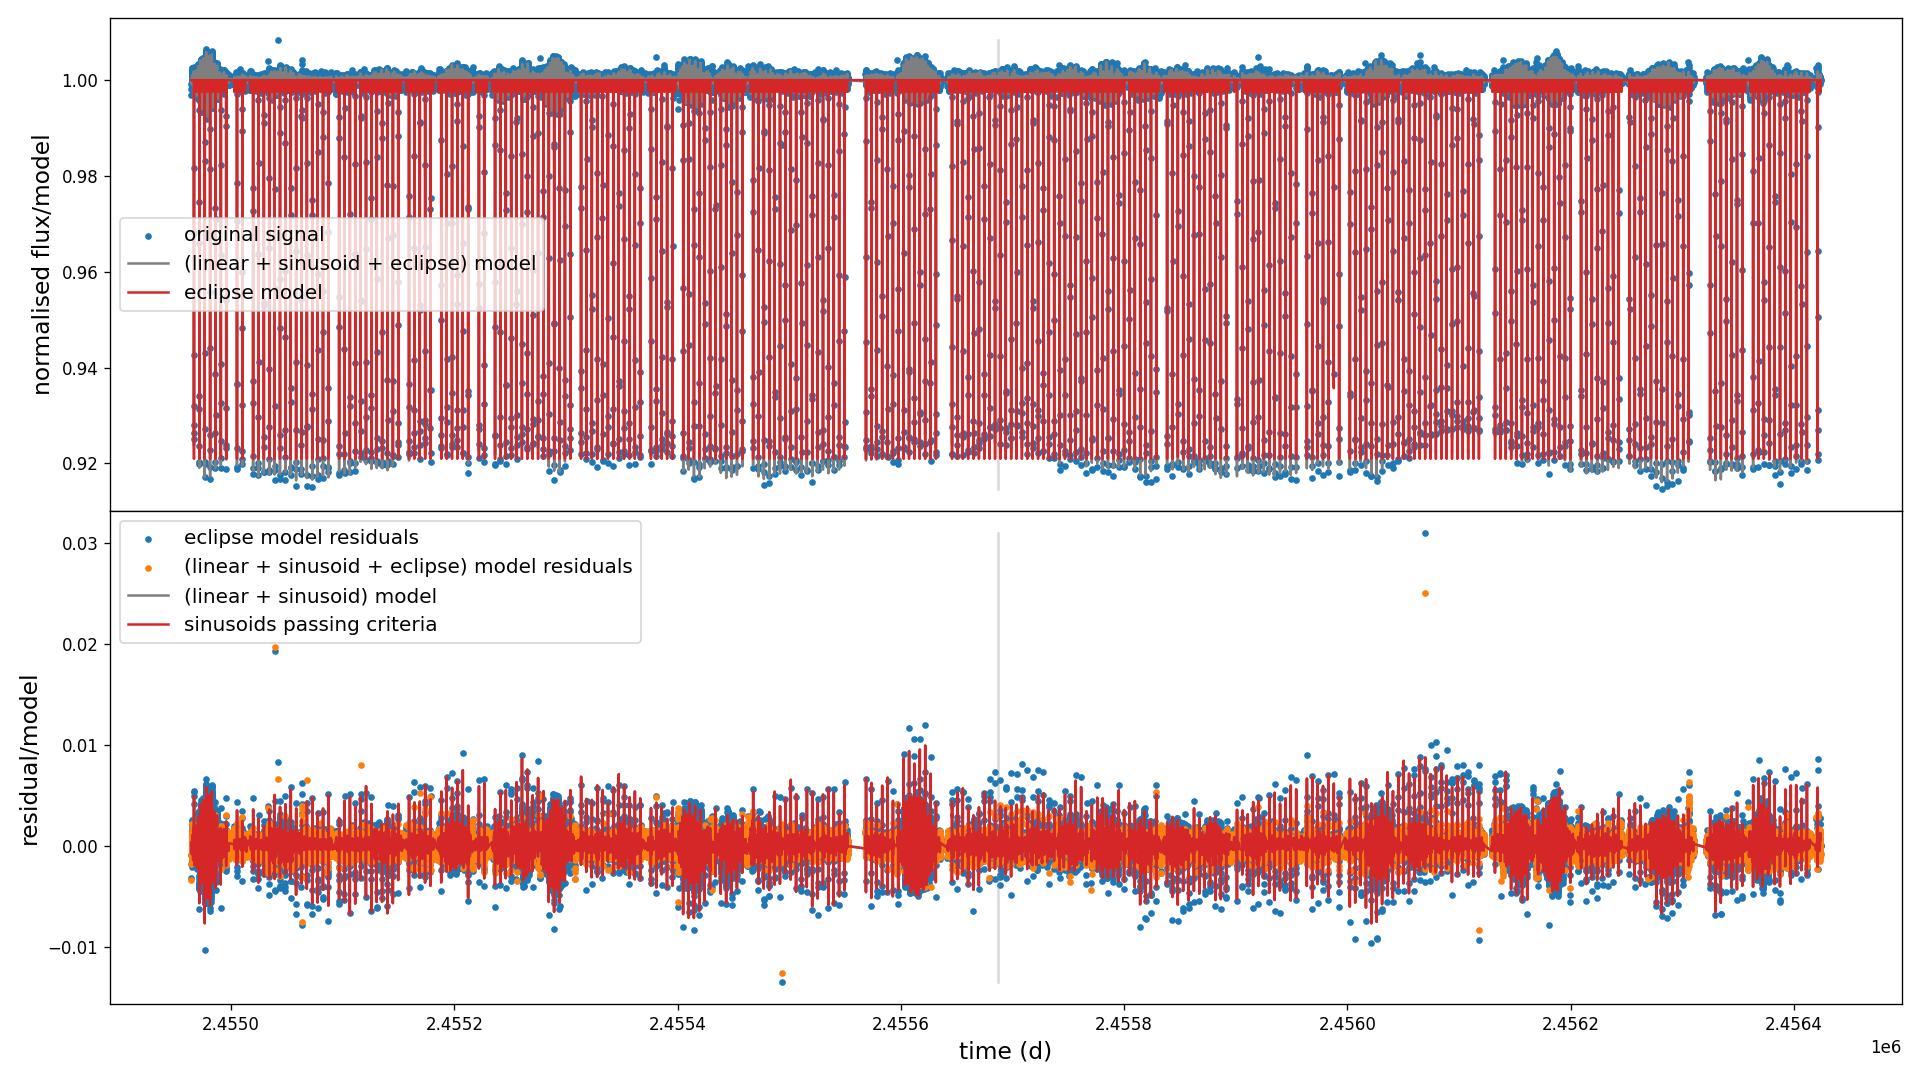 normalised flux/model
1.00
0.98
0.96
0.94
0.92
original signal
(linear + sinusoid + eclipse) model
eclipse model
residual/model
0.03
0.02
0.01
0.00
−0.01
eclipse model residuals
(linear + sinusoid + eclipse) model residuals
(linear + sinusoid) model
sinusoids passing criteria
2.4550 2.4552 2.4554 2.4556 2.4558 2.4560 2.4562 2.4564
1e6
time (d)